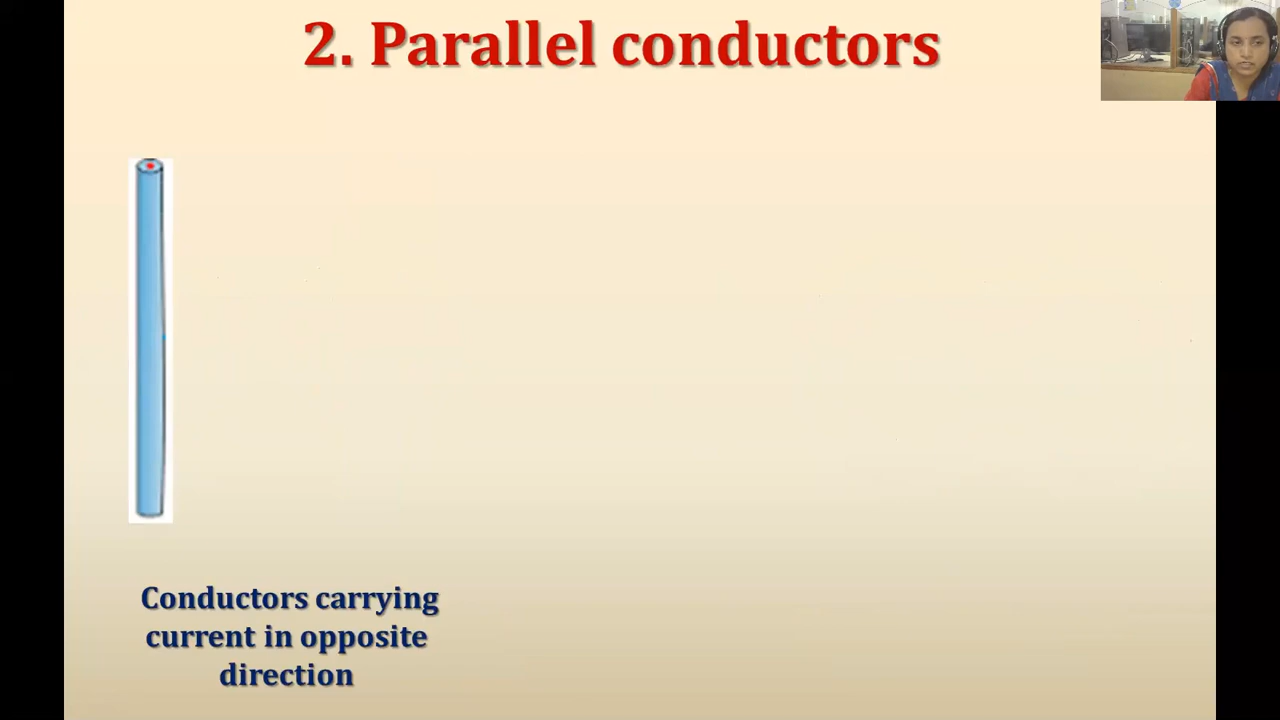 2. Parallel conductors
Conductors carrying
current in opposite
direction